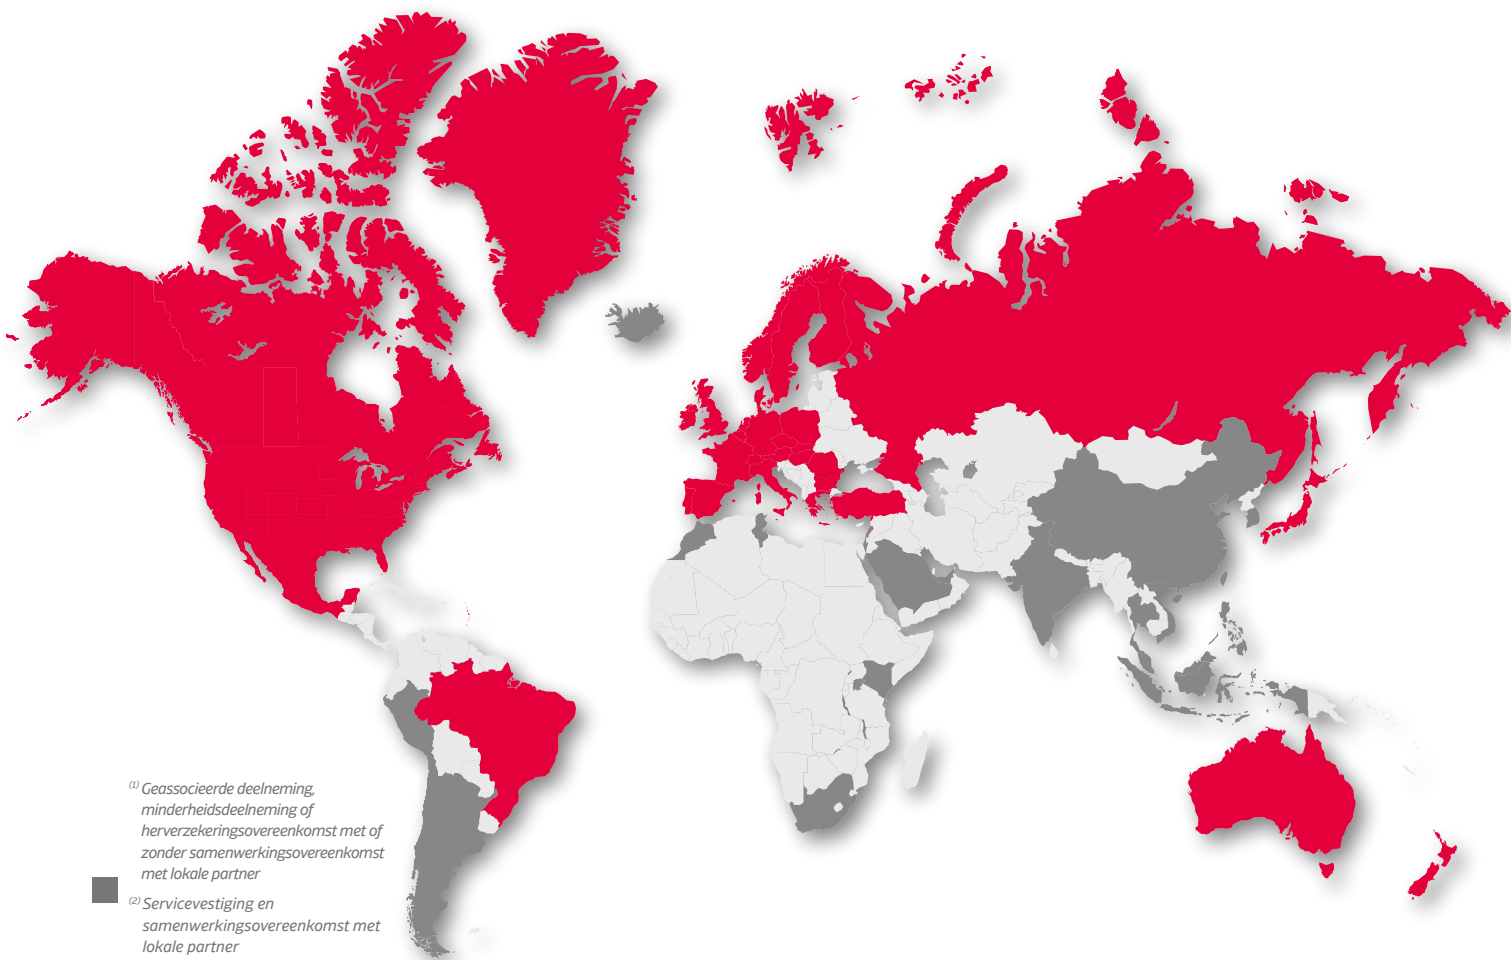 (1) Geassocieerde deelneming,
minderheidsdeelneming of
herverzekeringsovereenkomst met of
zonder samenwerkingsovereenkomst
met lokale partner
(2) Servicevestiging en
samenwerkingsovereenkomst met
lokale partner